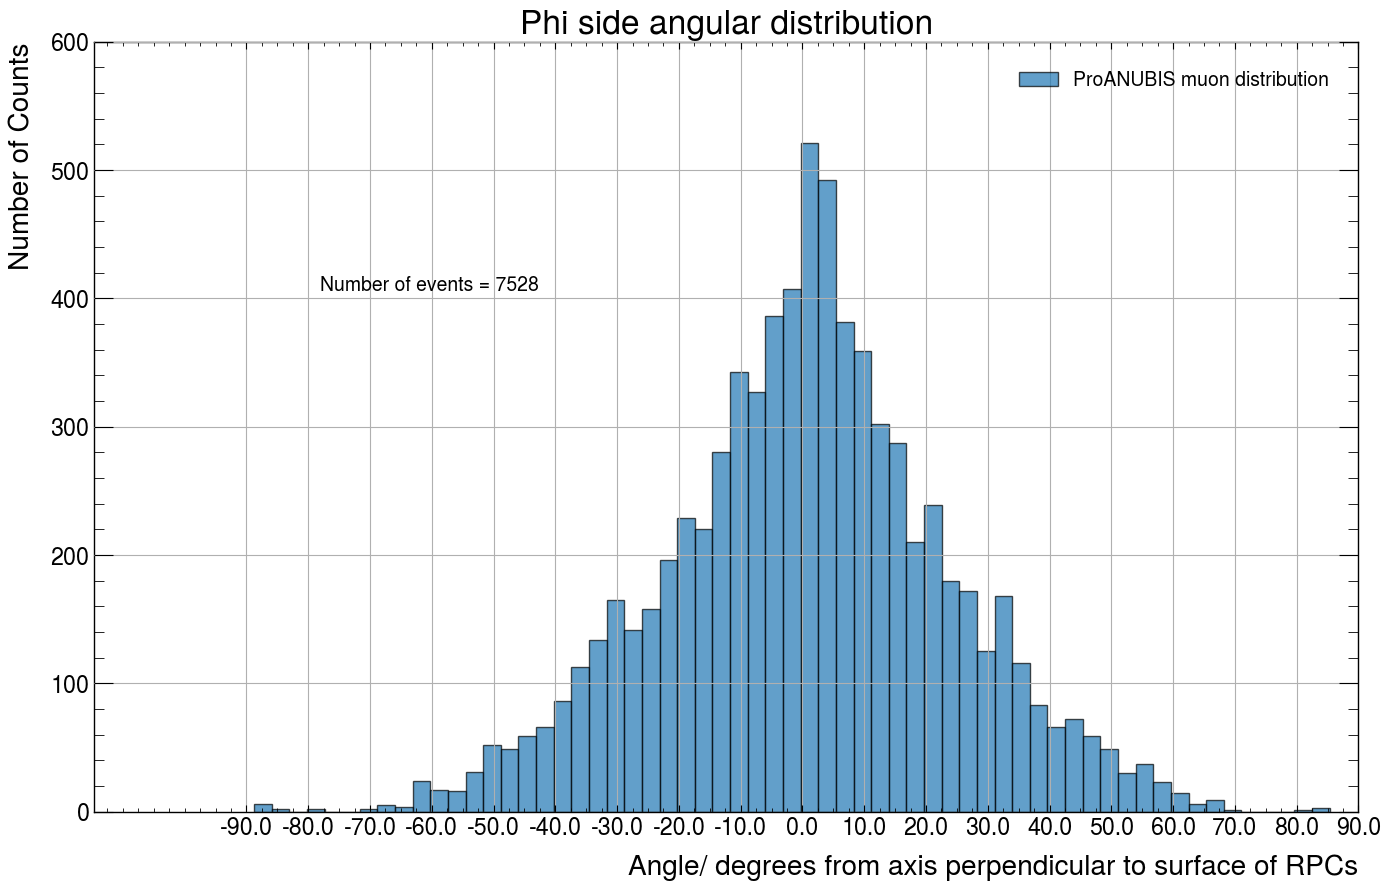 Phi side angular distribution
Number of Counts
600
500
400
300
200
100
0
ProANUBIS muon distribution
Number of events = 7528
-90.0 -80.0 -70.0 -60.0 -50.0 -40.0 -30.0 -20.0 -10.0 0.0 10.0 20.0 30.0 40.0 50.0 60.0 70.0 80.0 90.0
Angle/ degrees from axis perpendicular to surface of RPCs